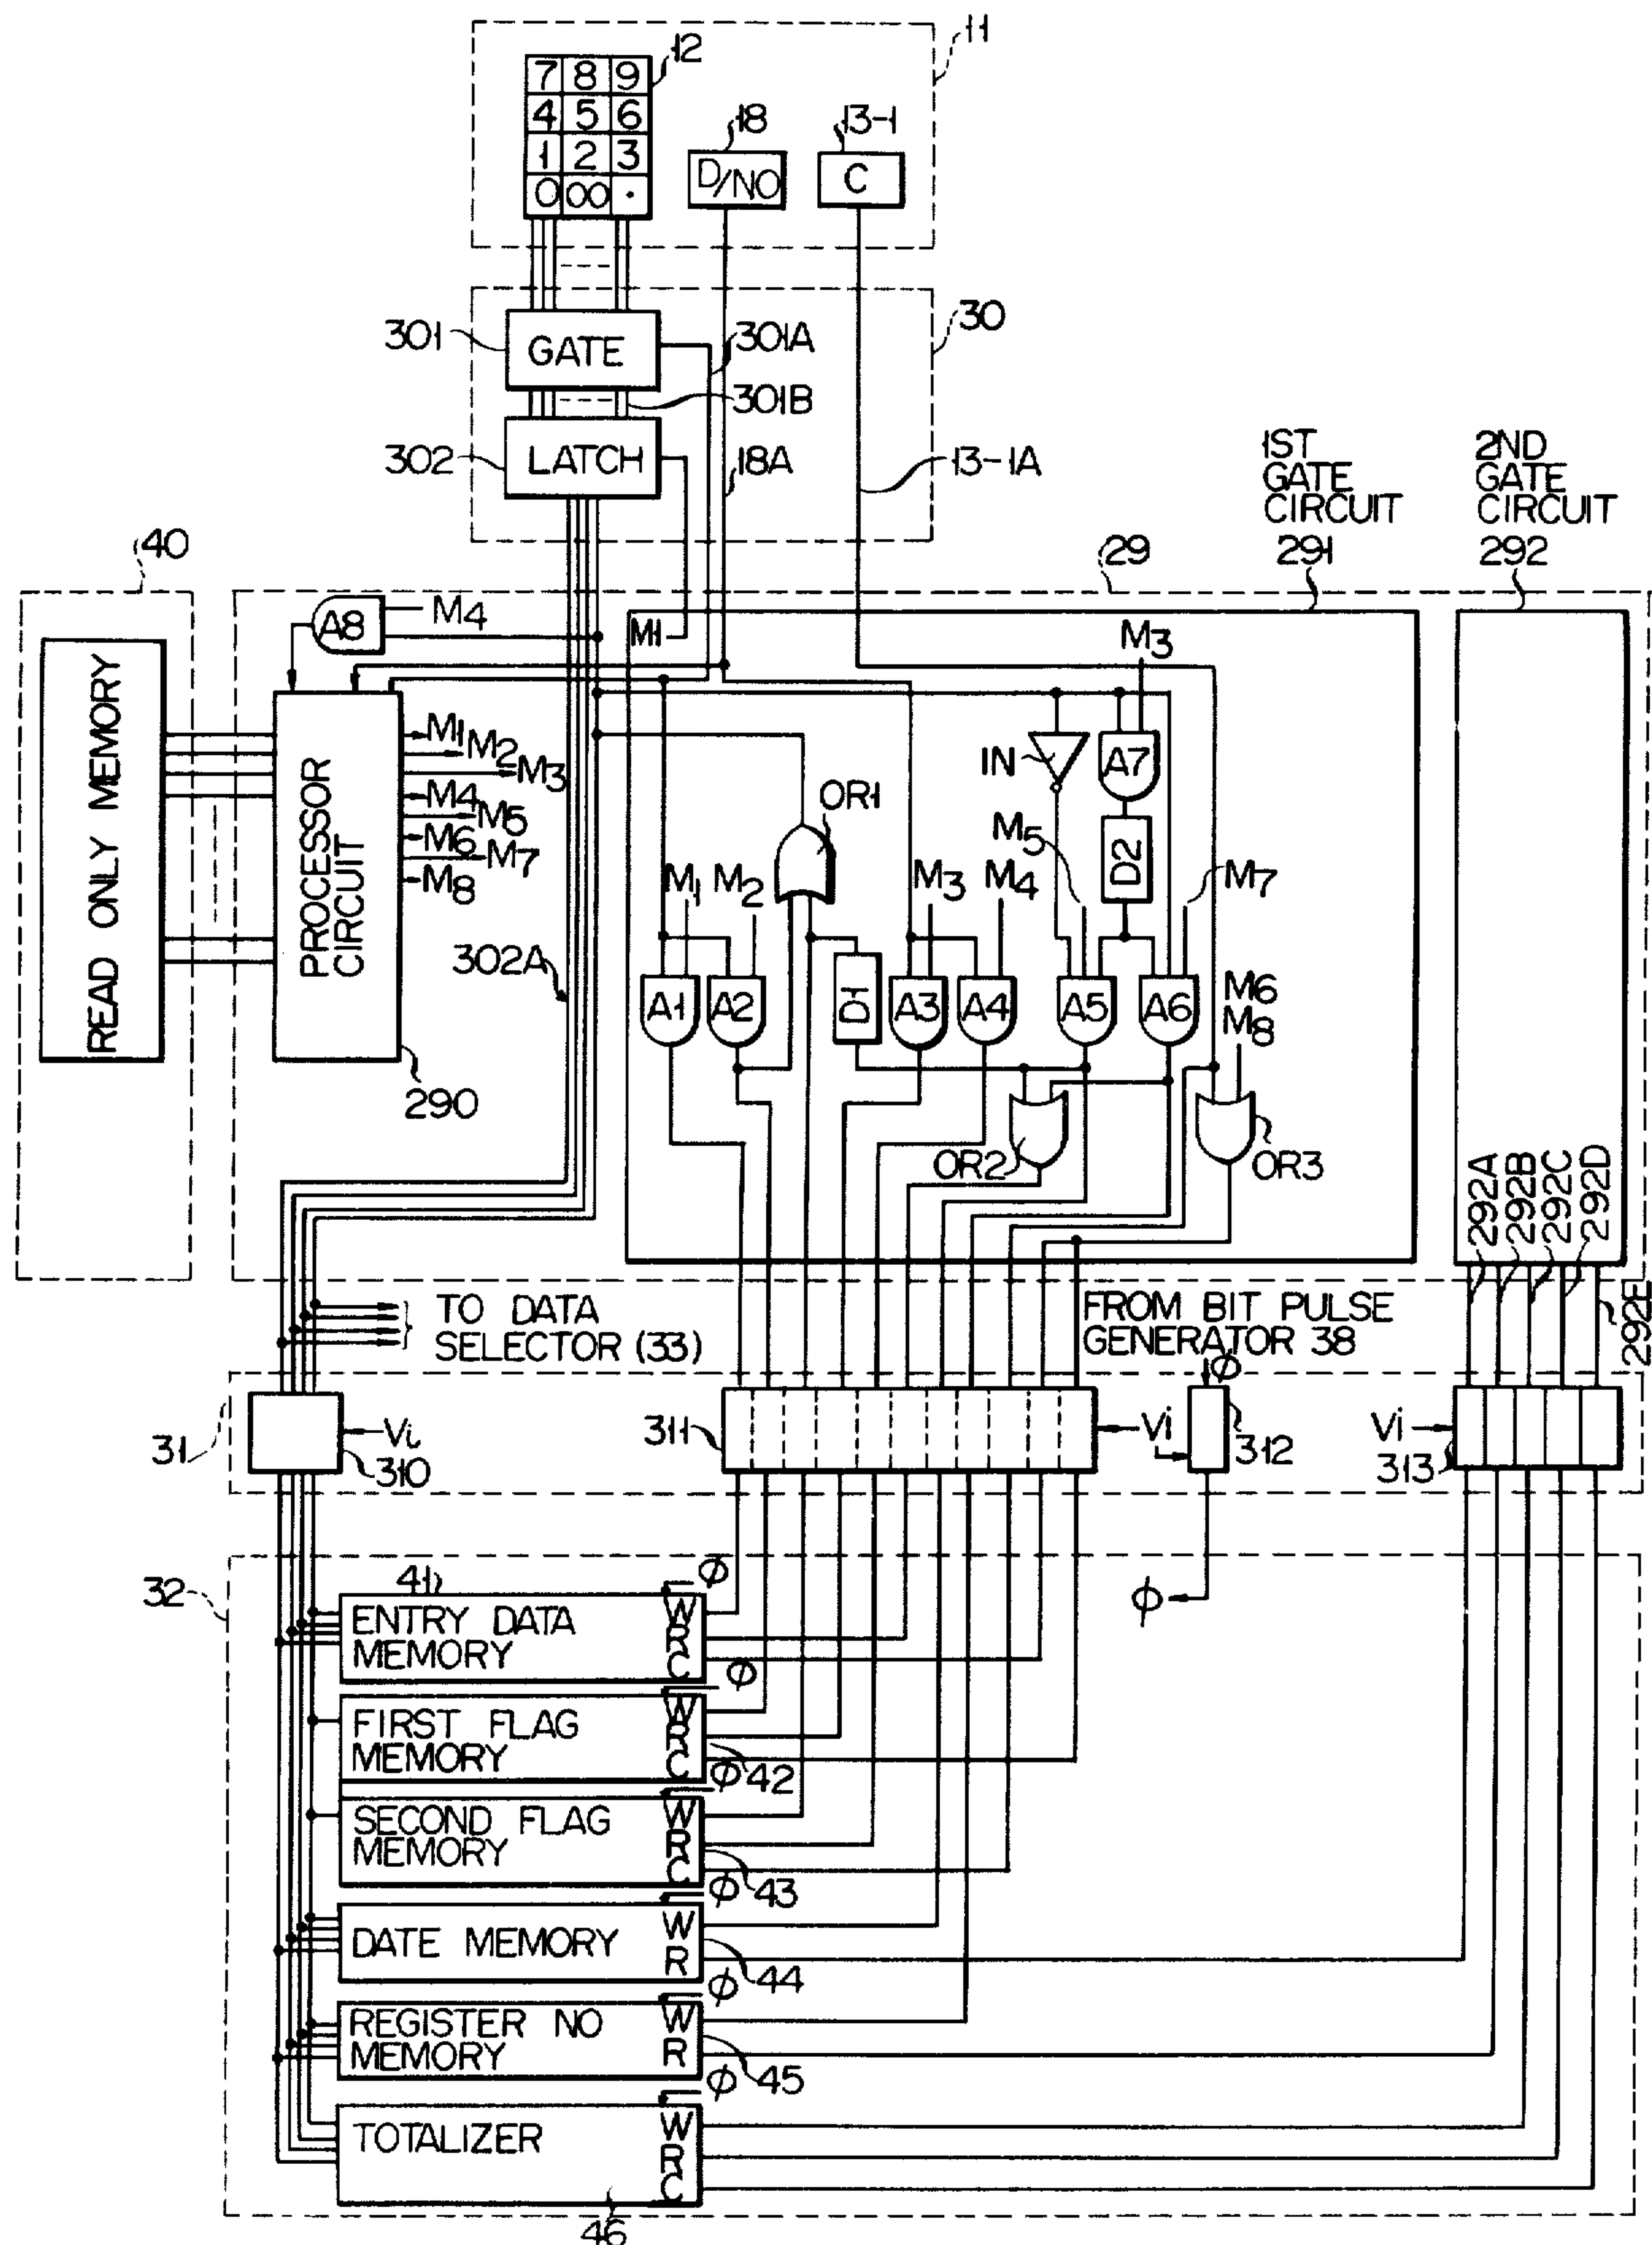 11
12
7 8 9
4 5 6
1 2 3
0 00 ·
18
D/NO
13-1
C
30
301
GATE
301A
301B
302
LATCH
18A
13-1A
1ST
GATE
CIRCUIT
291
2ND
GATE
CIRCUIT
292
40
29
A8
M4
M1
M3
READ ONLY MEMORY
PROCESSOR
CIRCUIT
290
M1
M2
M3
M4
M5
M6
M7
M8
IN
A7
OR1
M5
D2
M1
M2
M3
M4
M7
302A
A1
A2
D1
A3
A4
A5
A6
M6
M8
OR2
OR3
292A
292B
292C
292D
292E
TO DATA
SELECTOR (33)
FROM BIT PULSE
GENERATOR 38
ϕ
31
Vi
310
311
Vi
312
Vi
313
32
41
ϕ
ϕ
ENTRY DATA
MEMORY
W
R
C
ϕ
FIRST FLAG
MEMORY
W
R
C
42
ϕ
SECOND FLAG
MEMORY
W
R
C
43
ϕ
DATE MEMORY
W
R
44
ϕ
REGISTER NO
MEMORY
W
R
45
ϕ
TOTALIZER
W
R
C
46